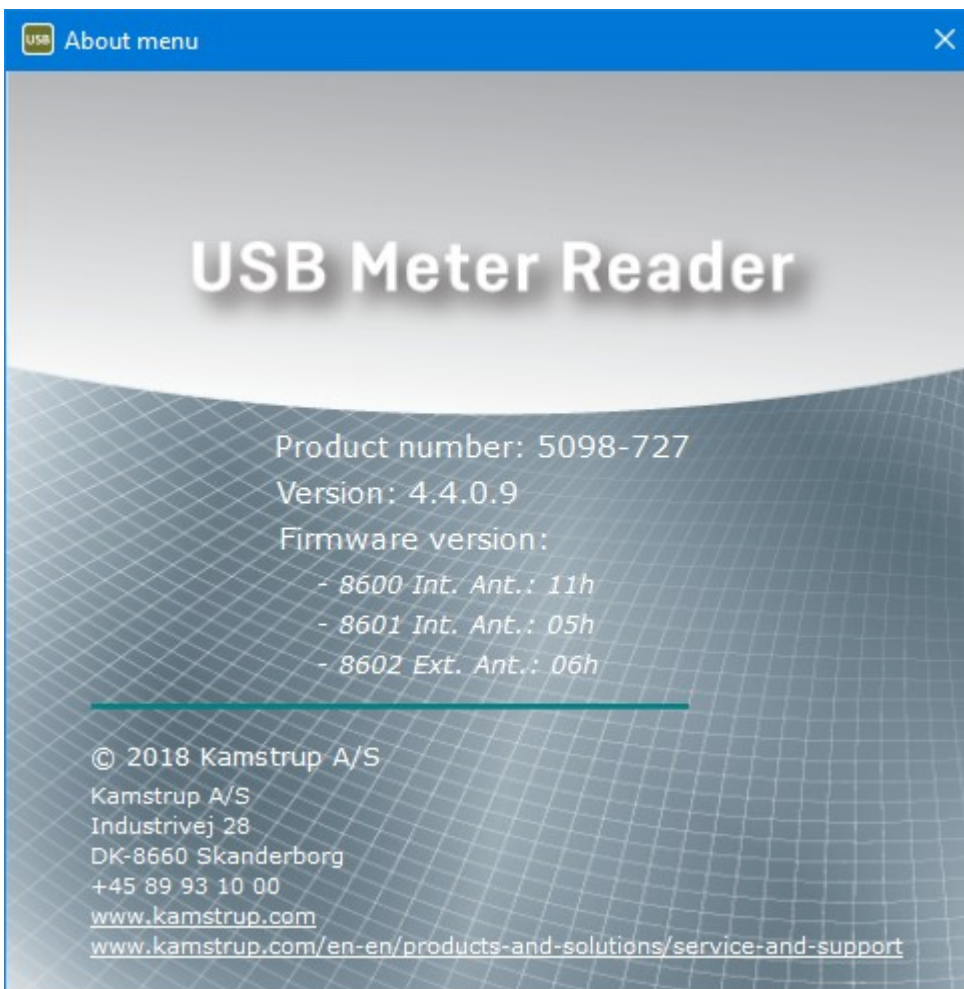 USB About menu
USB Meter Reader
Product number: 5098-727
Version: 4.4.0.9
Firmware version:
- 8600 Int. Ant.: 11h
- 8601 Int. Ant.: 05h
- 8602 Ext. Ant.: 06h
© 2018 Kamstrup A/S
Kamstrup A/S
Industrivej 28
DK-8660 Skanderborg
+45 89 93 10 00
www.kamstrup.com
www.kamstrup.com/en-en/products-and-solutions/service-and-support